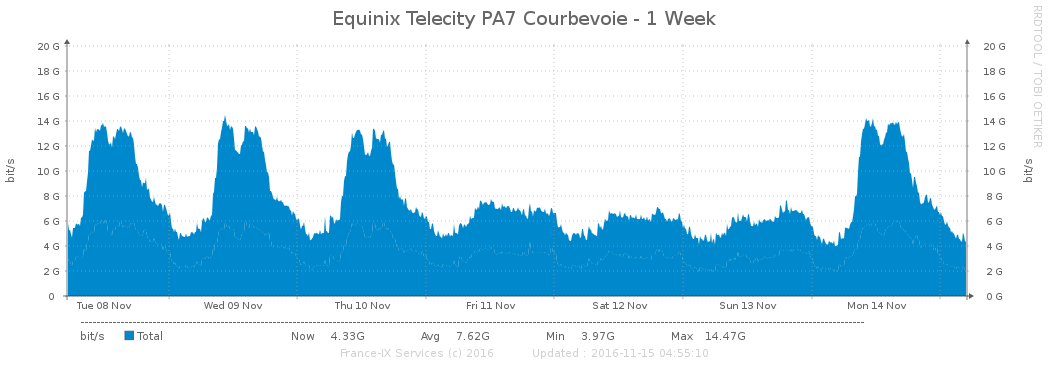 Equinix Telecity PA7 Courbevoie - 1 Week
RRDTOOL / TOBI OETIKER
20 G 20 G
18 G 18 G
16 G 16 G
14 G 14 G
12 G 12 G
10 G 10 G
8 G 8 G
6 G 6 G
4 G 4 G
2 G 2 G
0 0 G
bit/s
bit/s
Tue 08 Nov Wed 09 Nov Thu 10 Nov Fri 11 Nov Sat 12 Nov Sun 13 Nov Mon 14 Nov
bit/s Total Now 4.33G Avg 7.62G Min 3.97G Max 14.47G
France-IX Services (c) 2016 Updated : 2016-11-15 04:55:10